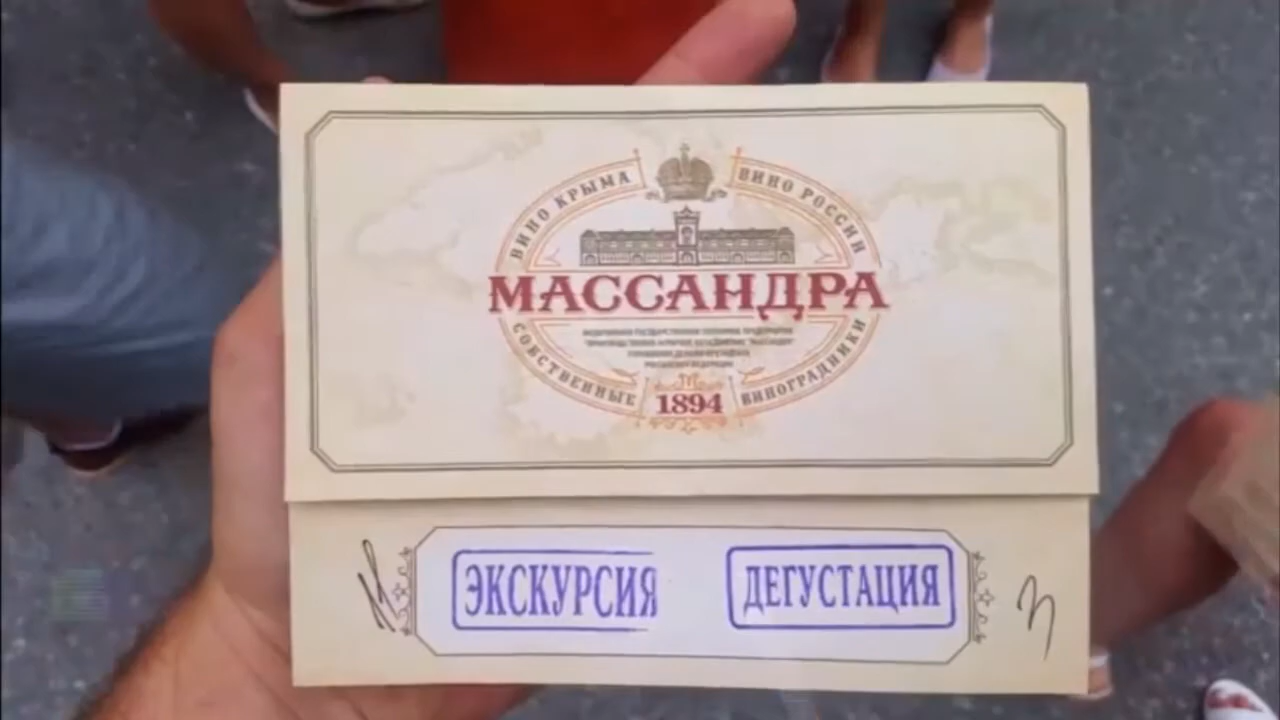 ВИНО КРЫМА ВИНО РОССИИ
МАССАНДРА
СОБСТВЕННЫЕ ВИНОГРАДНИКИ
1894
ЭКСКУРСИЯ ДЕГУСТАЦИЯ